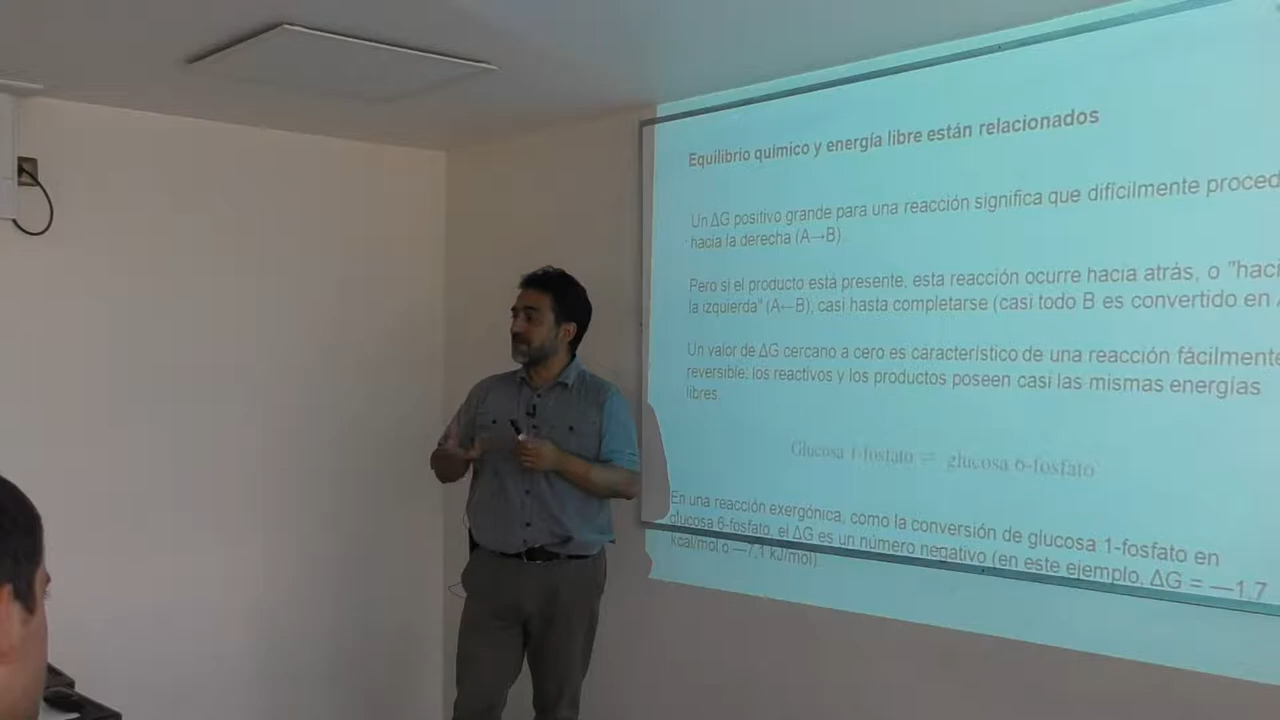 Equilibrio químico y energía libre están relacionados
Un ΔG positivo grande para una reacción significa que difícilmente proced
hacia la derecha (A→B)
Pero si el producto está presente, esta reacción ocurre hacia atrás, o "haci
la izquierda" (A←B), casi hasta completarse (casi todo B es convertido en
Un valor de ΔG cercano a cero es característico de una reacción fácilmente
reversible: los reactivos y los productos poseen casi las mismas energías
libres.
Glucosa 1-fosfato ⇌ glucosa 6-fosfato
En una reacción exergónica, como la conversión de glucosa 1-fosfato en
glucosa 6-fosfato, el ΔG es un número negativo (en este ejemplo, ΔG = —1,7
kcal/mol o —7,1 kJ/mol)